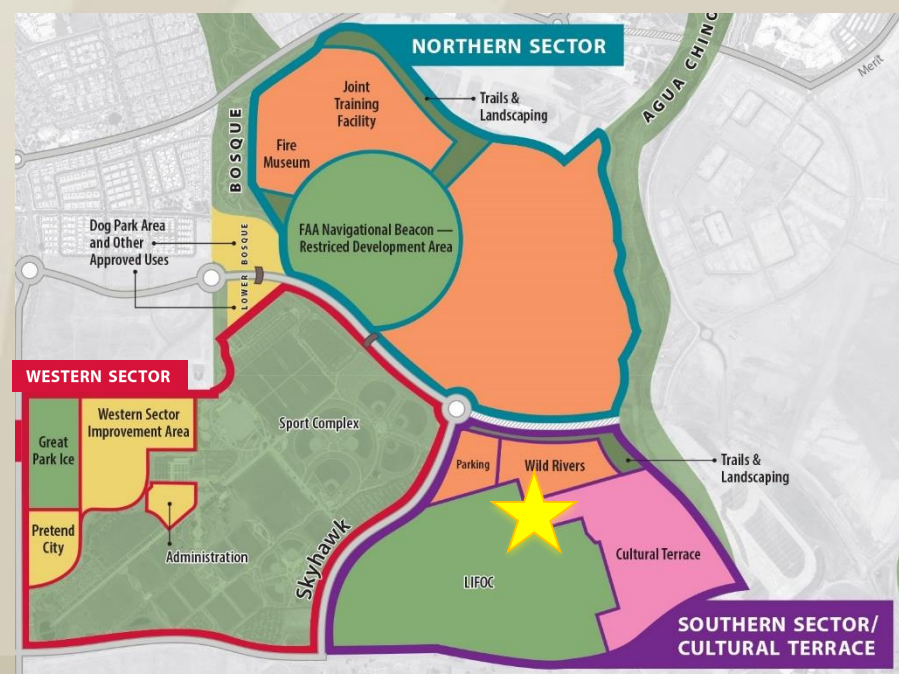 NORTHERN SECTOR
AGUA CHINO
Merit
Joint
Training
Facility
Trails &
Landscaping
BOSQUE
Fire
Museum
Dog Park Area
and Other
Approved Uses
LOWER BOSQUE
FAA Navigational Beacon —
Restriced Development Area
WESTERN SECTOR
Great
Park Ice
Western Sector
Improvement Area
Sport Complex
Parking
Wild Rivers
Trails &
Landscaping
Pretend
City
Administration
Skyhawk
LIFOC
Cultural Terrace
SOUTHERN SECTOR/
CULTURAL TERRACE